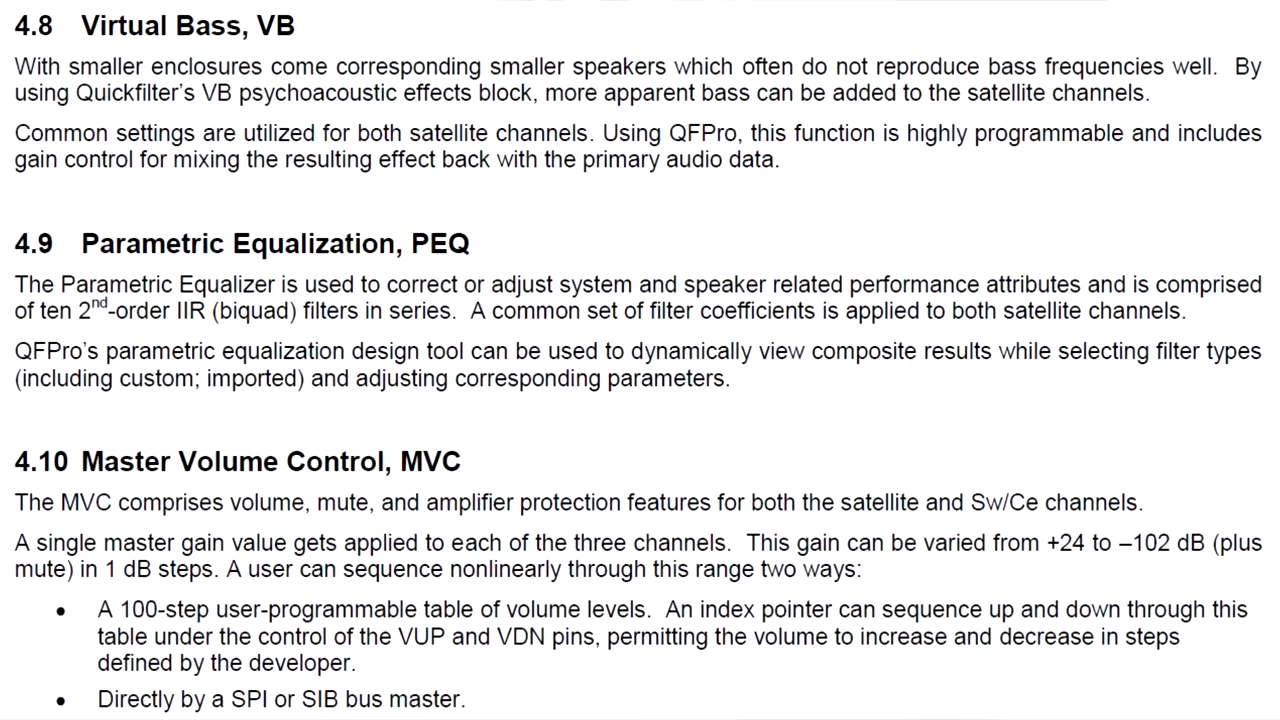 4.8 Virtual Bass, VB
With smaller enclosures come corresponding smaller speakers which often do not reproduce bass frequencies well. By
using Quickfilter's VB psychoacoustic effects block, more apparent bass can be added to the satellite channels.
Common settings are utilized for both satellite channels. Using QFPro, this function is highly programmable and includes
gain control for mixing the resulting effect back with the primary audio data.
4.9 Parametric Equalization, PEQ
The Parametric Equalizer is used to correct or adjust system and speaker related performance attributes and is comprised
of ten 2nd-order IIR (biquad) filters in series. A common set of filter coefficients is applied to both satellite channels.
QFPro's parametric equalization design tool can be used to dynamically view composite results while selecting filter types
(including custom; imported) and adjusting corresponding parameters.
4.10 Master Volume Control, MVC
The MVC comprises volume, mute, and amplifier protection features for both the satellite and Sw/Ce channels.
A single master gain value gets applied to each of the three channels. This gain can be varied from +24 to –102 dB (plus
mute) in 1 dB steps. A user can sequence nonlinearly through this range two ways:
• A 100-step user-programmable table of volume levels. An index pointer can sequence up and down through this
table under the control of the VUP and VDN pins, permitting the volume to increase and decrease in steps
defined by the developer.
• Directly by a SPI or SIB bus master.